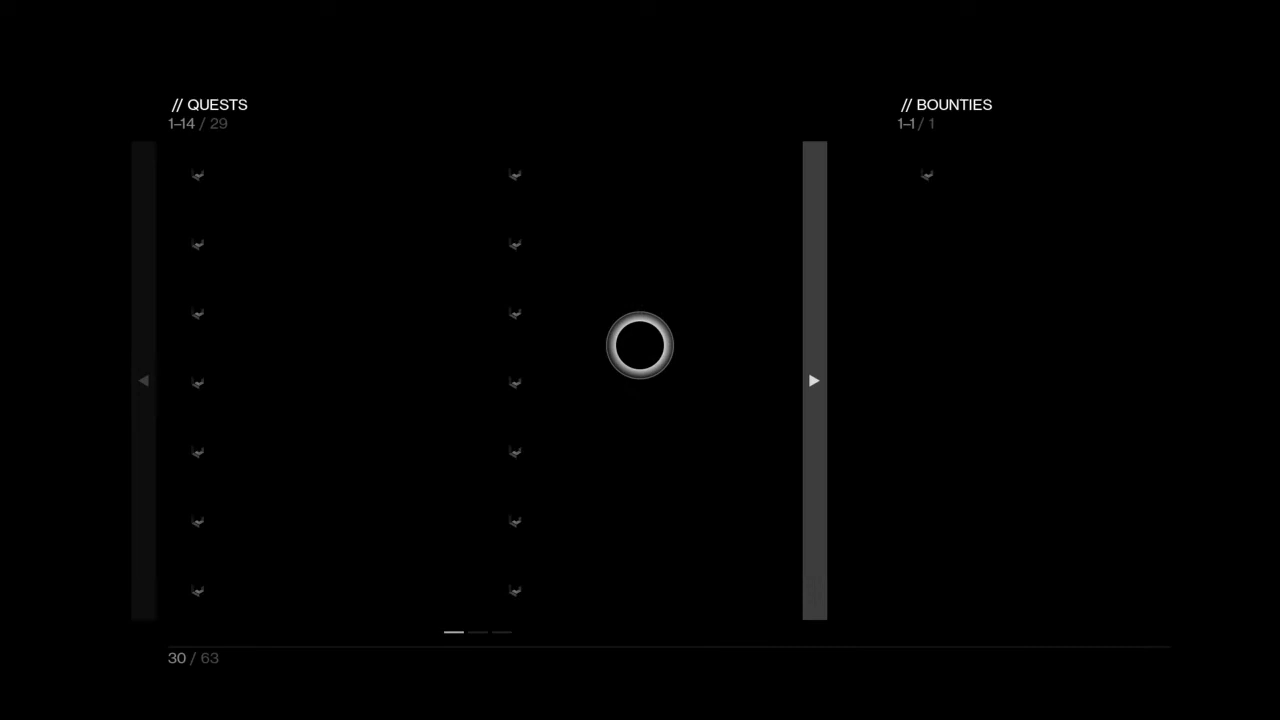 // QUESTS
1–14 / 29
// BOUNTIES
1–1 / 1
30 / 63